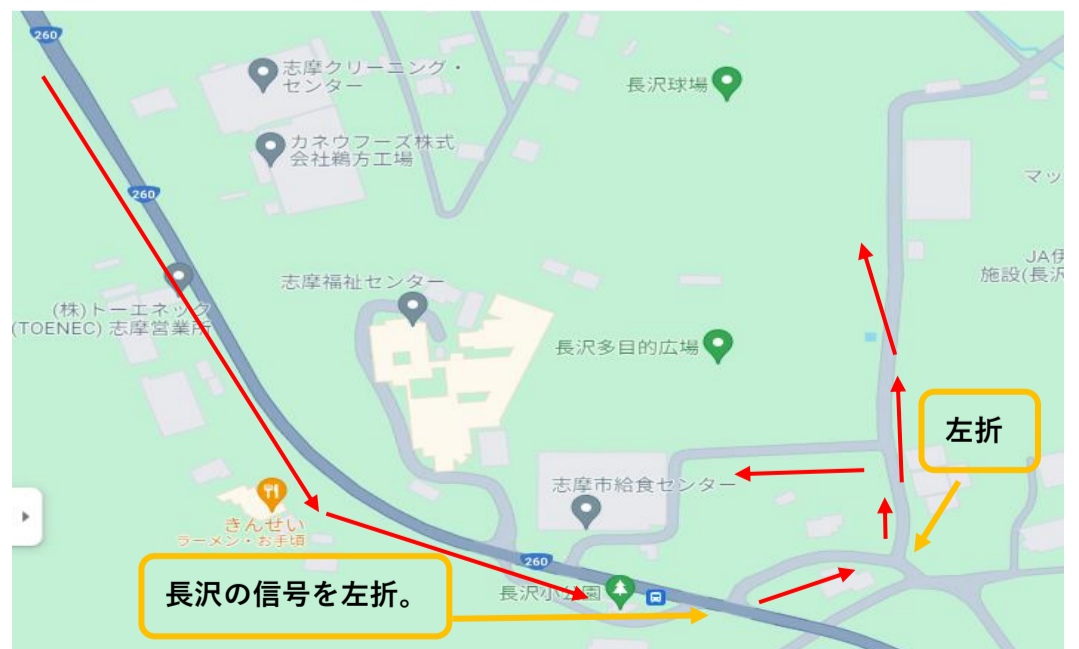 260
志摩クリーニング・
センター
長沢球場
カネウフーズ株式
会社鵜方工場
マッ
260
JA伊
施設(長沢
志摩福祉センター
(株)トーエネック
(TOENEC) 志摩営業所
長沢多目的広場
左折
志摩市給食センター
きんせい
ラーメン・お手頃
260
長沢の信号を左折。
長沢小公園